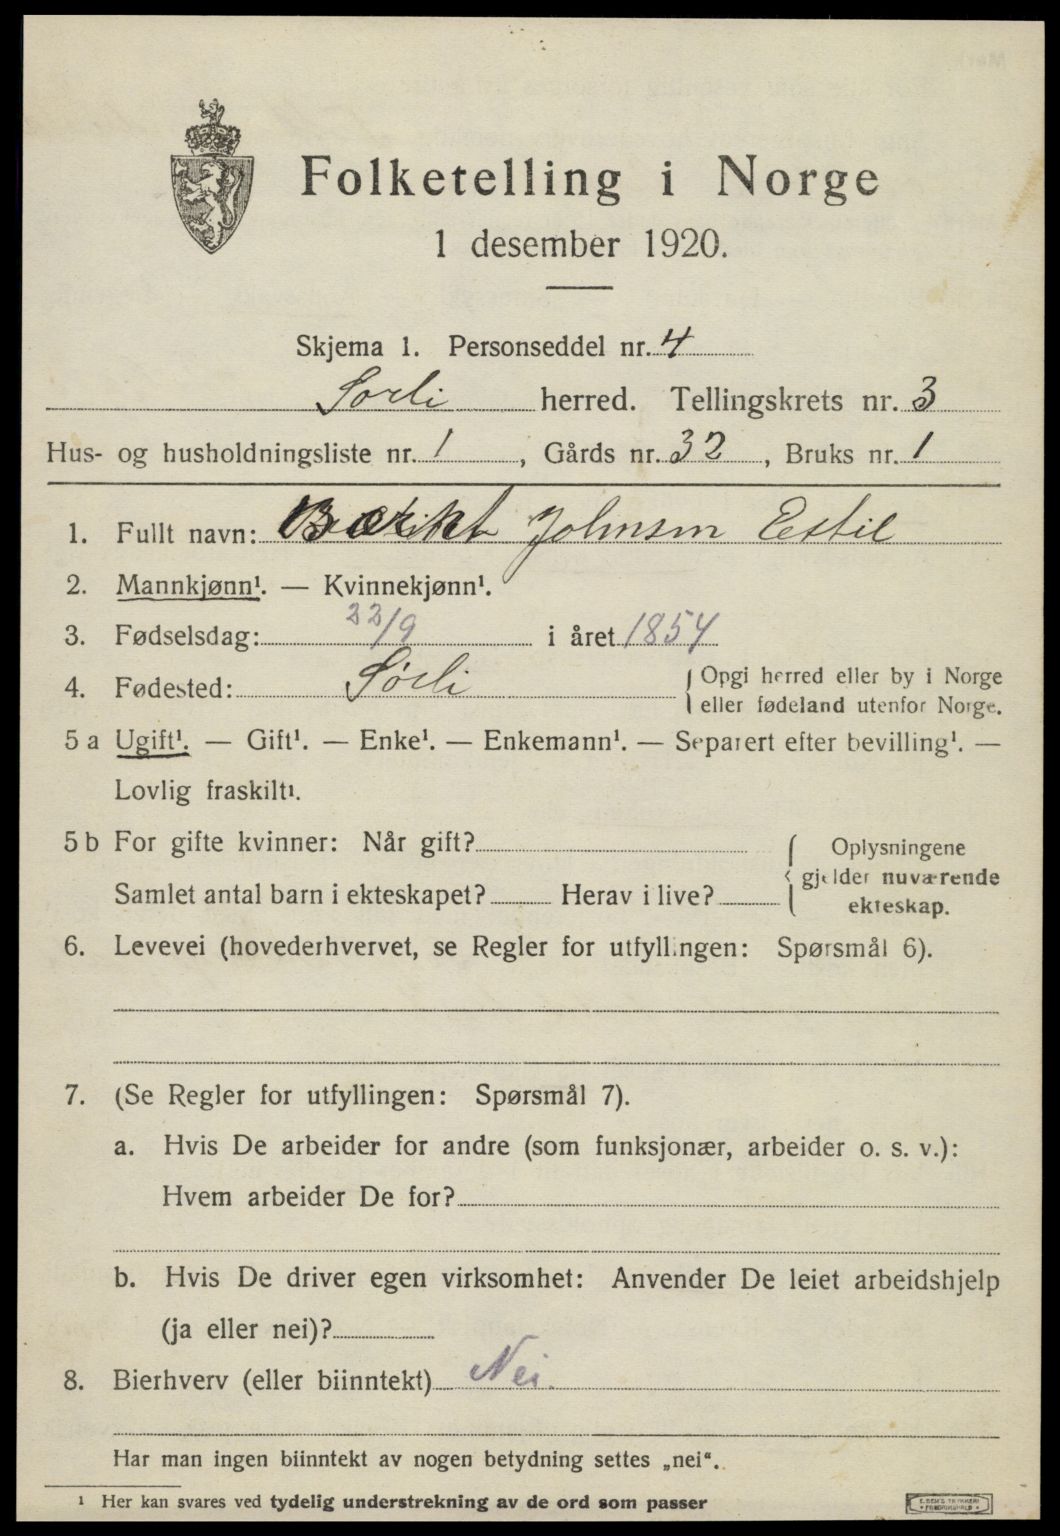 Folketelling i Norge
1 desember 1920.
Skjema 1. Personseddel nr. 4
Sorli herred. Tellingskrets nr. 3
Hus- og husholdningsliste nr. 1, Gårds nr. 32, Bruks nr. 1
1. Fullt navn: Johnsen Estil
2. Mannkjønn¹. — Kvinnekjønn¹.
3. Fødselsdag: 22/9 i året 1854
4. Fødested: Sørli { Opgi herred eller by i Norge
eller fødeland utenfor Norge.
5 a Ugift¹. — Gift¹. — Enke¹. — Enkemann¹. — Separert efter bevilling¹. —
Lovlig fraskilt¹.
5 b For gifte kvinner: Når gift? { Oplysningene
gjelder nuværende
Samlet antal barn i ekteskapet? Herav i live? ekteskap.
6. Levevei (hovederhvervet, se Regler for utfyllingen: Spørsmål 6).
7. (Se Regler for utfyllingen: Spørsmål 7).
a. Hvis De arbeider for andre (som funksjonær, arbeider o. s. v.):
Hvem arbeider De for?
b. Hvis De driver egen virksomhet: Anvender De leiet arbeidshjelp
(ja eller nei)?
8. Bierhverv (eller biinntekt) Nei.
Har man ingen biinntekt av nogen betydning settes „nei“.
¹ Her kan svares ved tydelig understrekning av de ord som passer